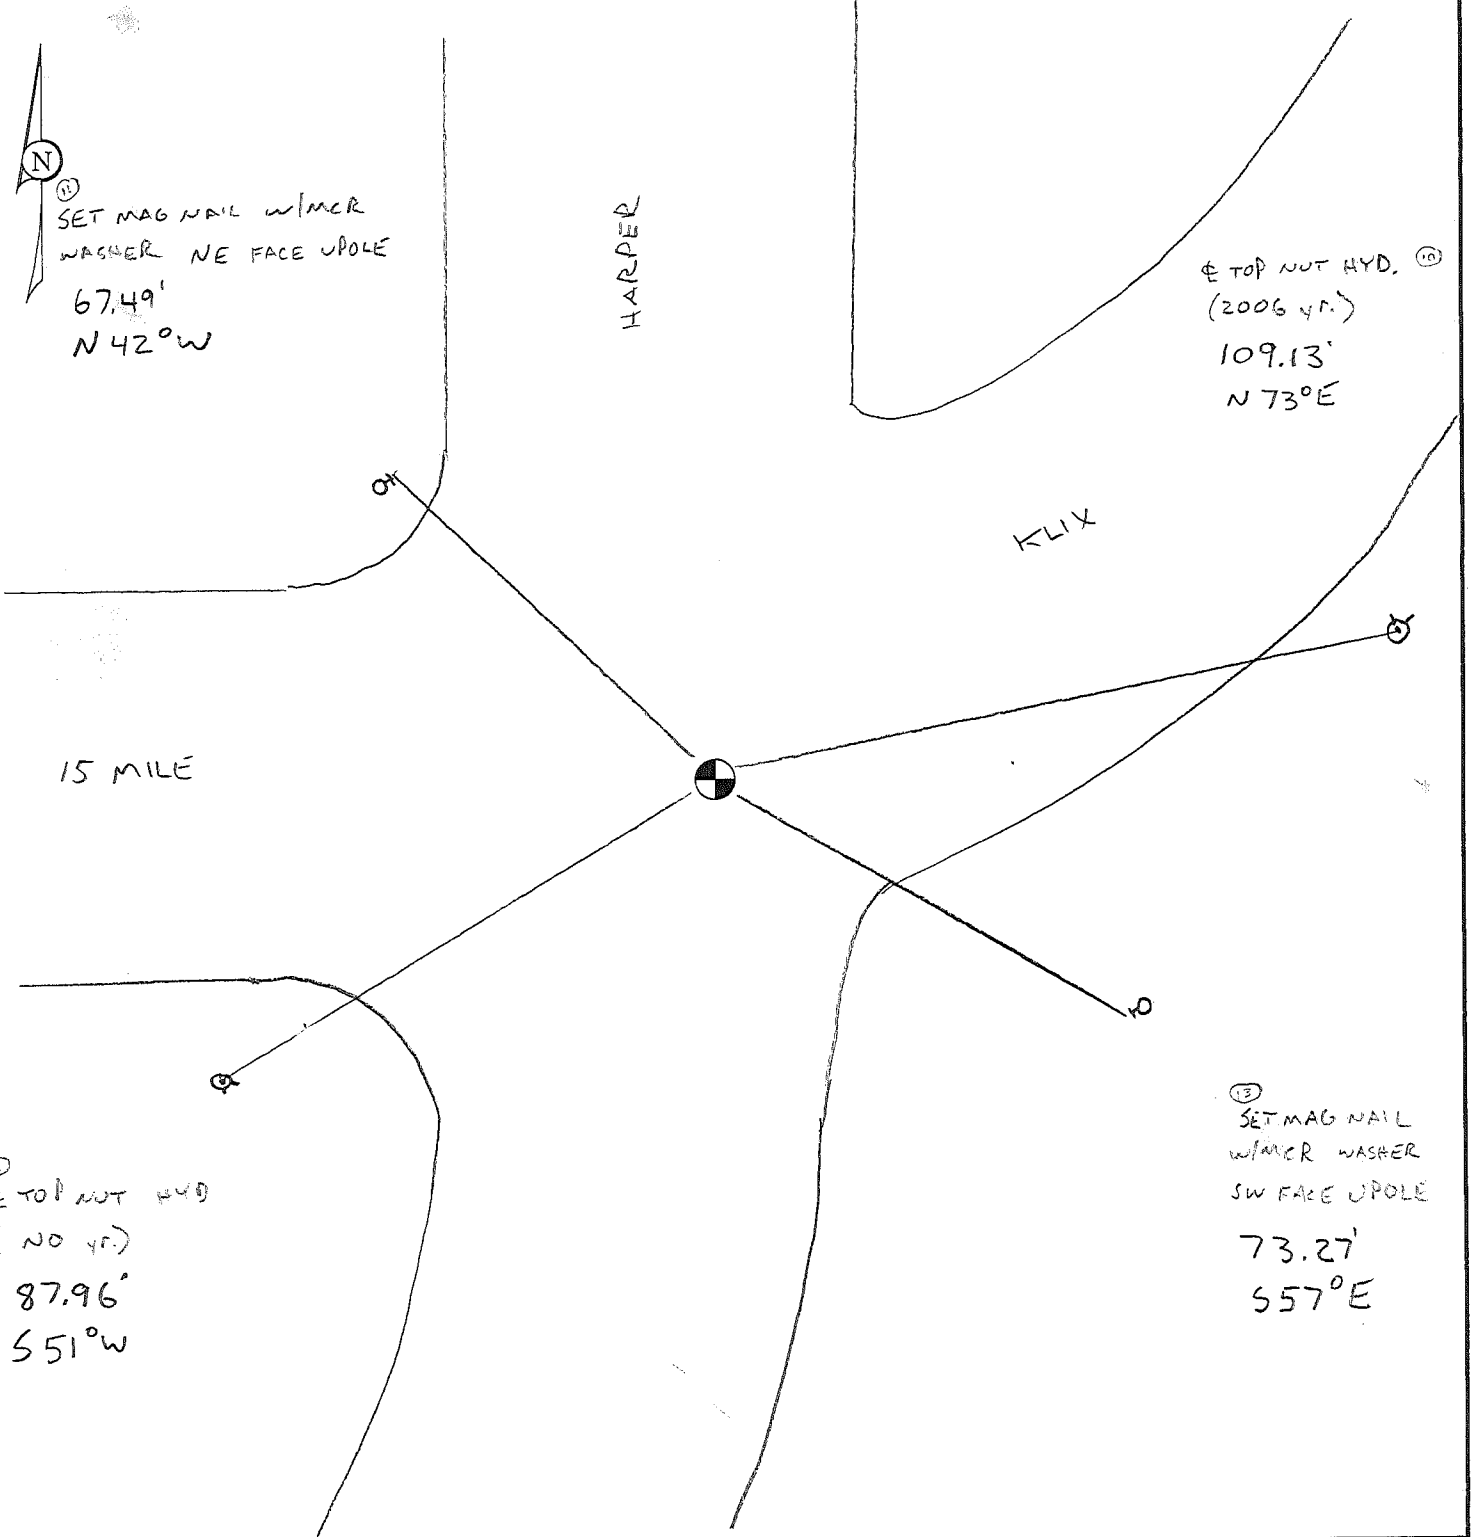 N
12
SET MAG NAIL W/MCR
WASHER NE FACE UPOLE
67.49'
N 42°W
HARPER
℄ TOP NUT HYD. 10
(2006 yr.)
109.13'
N 73°E
KLIX
15 MILE
TOP NUT HYD
NO yr.)
87.96'
S 51°W
13
SET MAG NAIL
W/MCR WASHER
SW FACE UPOLE
73.27'
S57°E